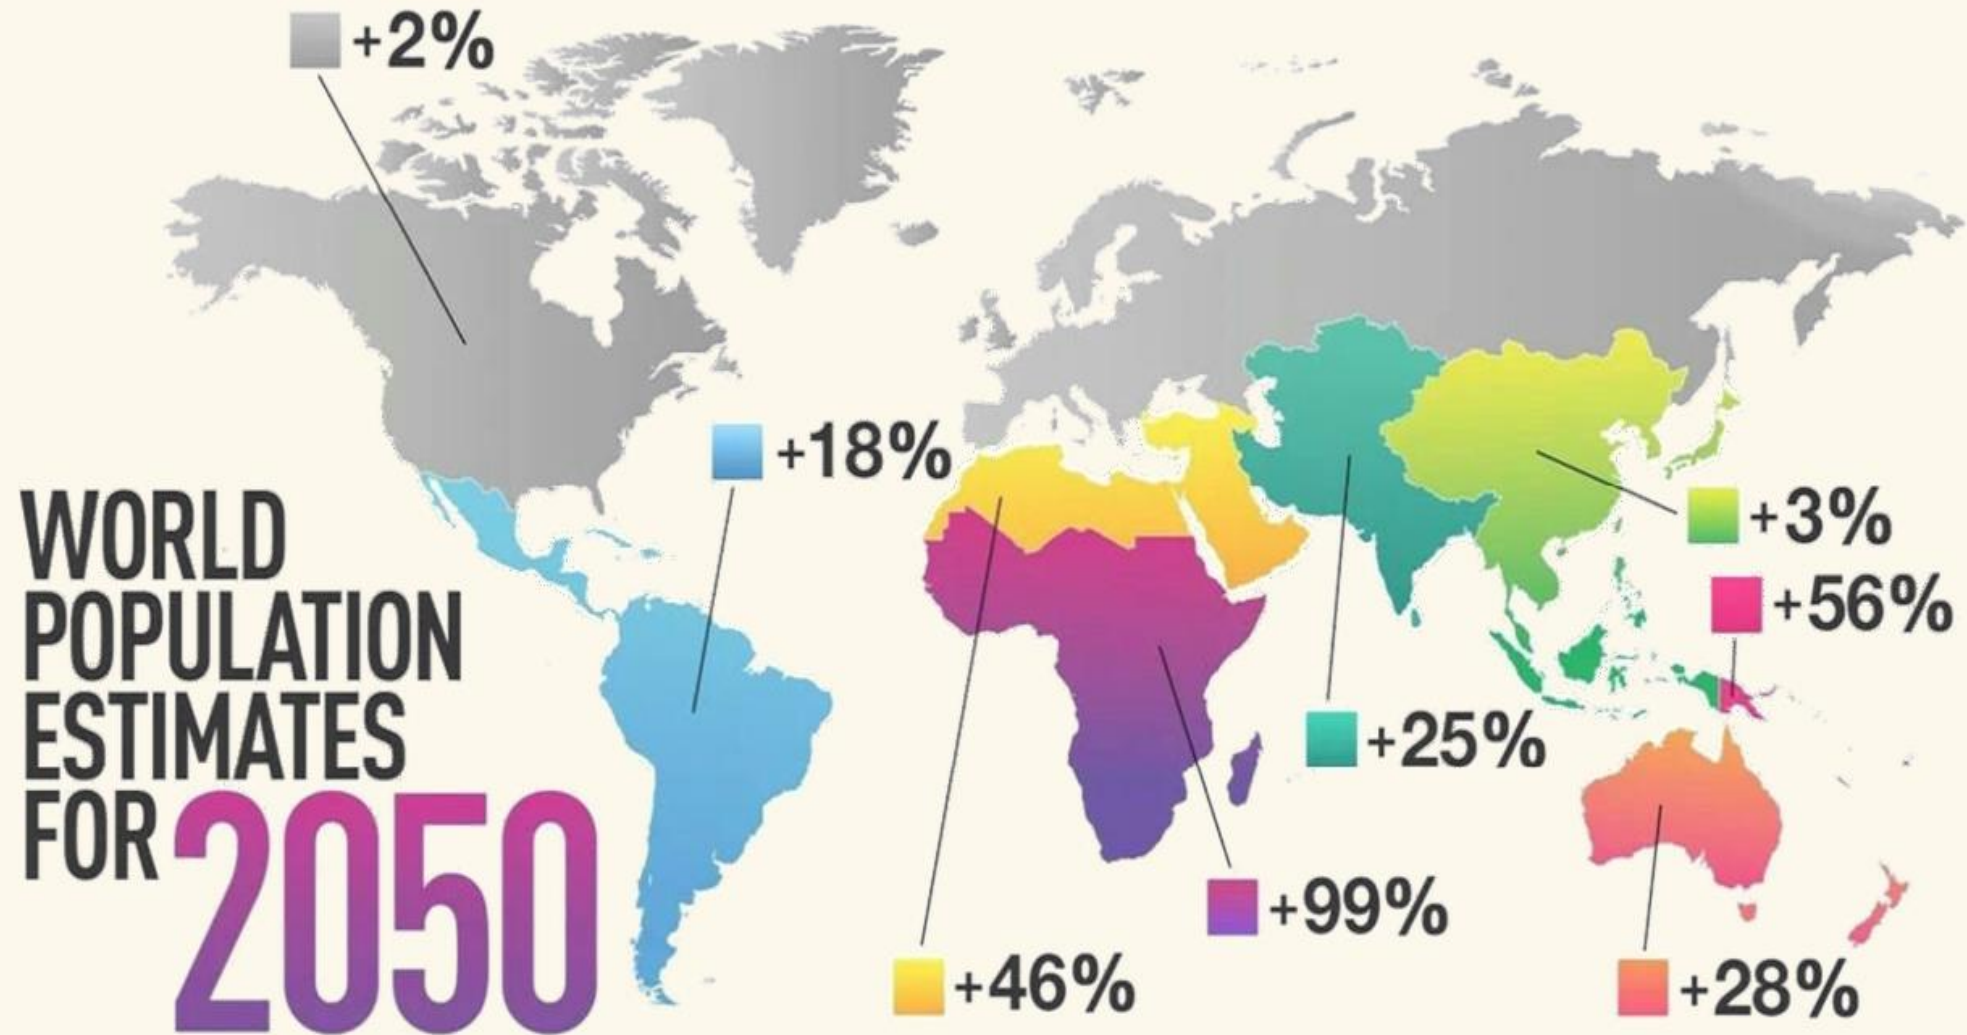 +2%
+18%
WORLD
POPULATION
ESTIMATES
FOR 2050
+3%
+56%
+25%
+99%
+46%
+28%